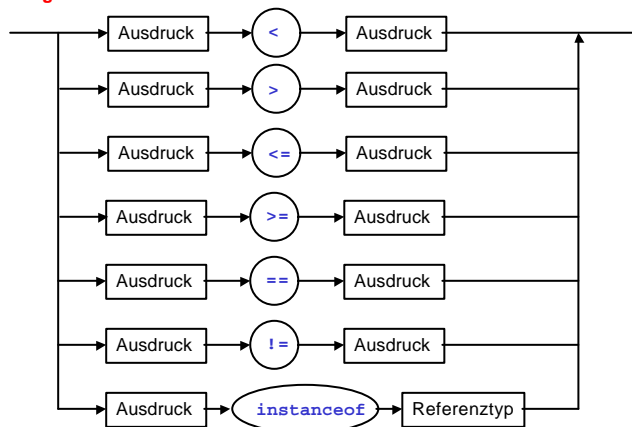 Ausdruck < Ausdruck
Ausdruck > Ausdruck
Ausdruck <= Ausdruck
Ausdruck >= Ausdruck
Ausdruck == Ausdruck
Ausdruck != Ausdruck
Ausdruck instanceof Referenztyp